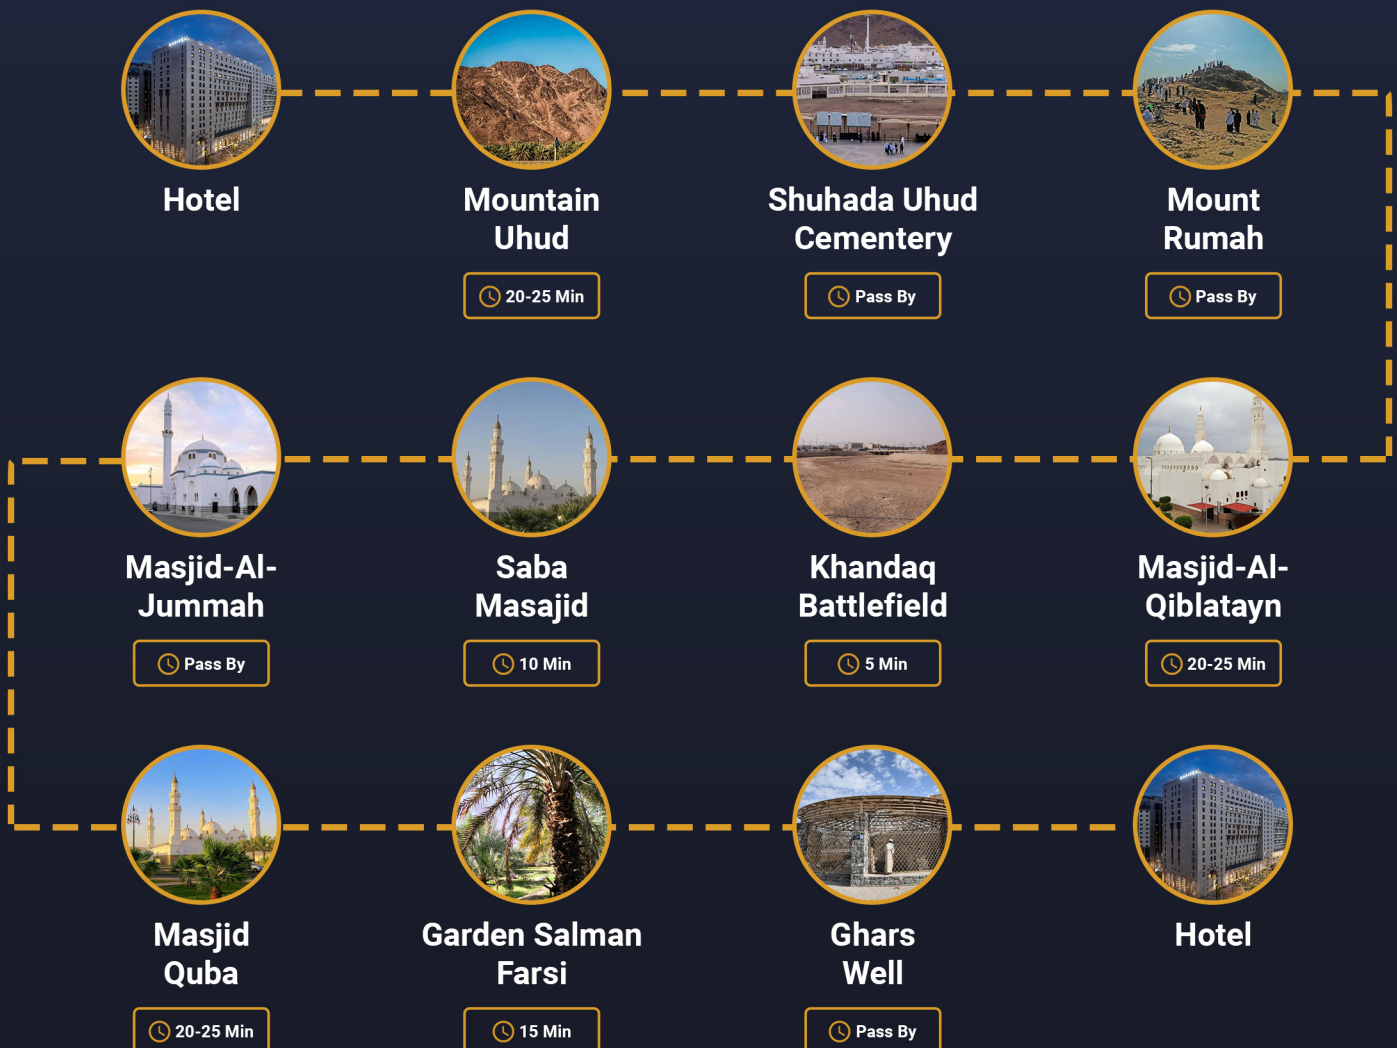 Hotel
Mountain
Uhud
20-25 Min
Shuhada Uhud
Cementery
Pass By
Mount
Rumah
Pass By
Masjid-Al-
Qiblatayn
20-25 Min
Khandaq
Battlefield
5 Min
Saba
Masajid
10 Min
Masjid-Al-
Jummah
Pass By
Masjid
Quba
20-25 Min
Garden Salman
Farsi
15 Min
Ghars
Well
Pass By
Hotel